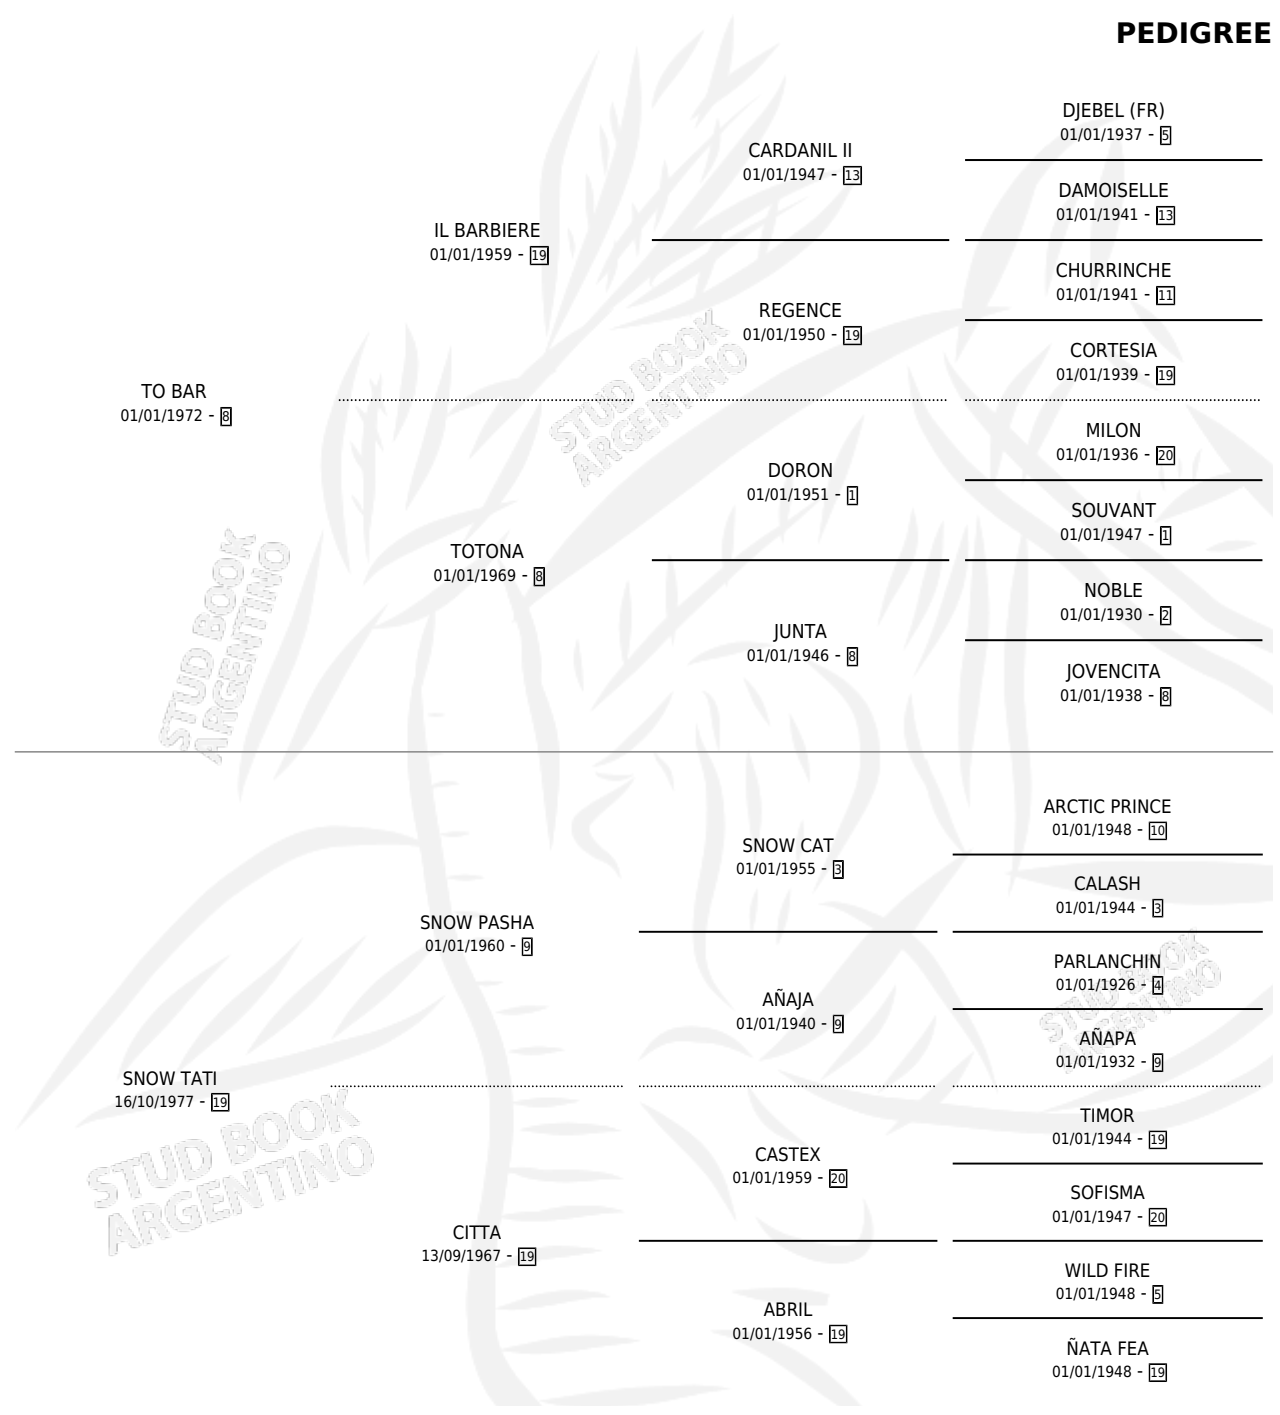 PEDIGREE
DJEBEL (FR)
01/01/1937 - 5
CARDANIL II
01/01/1947 - 13
DAMOISELLE
01/01/1941 - 13
IL BARBIERE
01/01/1959 - 19
CHURRINCHE
01/01/1941 - 11
REGENCE
01/01/1950 - 19
CORTESIA
01/01/1939 - 19
TO BAR
01/01/1972 - 8
MILON
01/01/1936 - 20
DORON
01/01/1951 - 1
SOUVANT
01/01/1947 - 1
TOTONA
01/01/1969 - 8
NOBLE
01/01/1930 - 2
JUNTA
01/01/1946 - 8
JOVENCITA
01/01/1938 - 8
ARCTIC PRINCE
01/01/1948 - 10
SNOW CAT
01/01/1955 - 3
CALASH
01/01/1944 - 3
SNOW PASHA
01/01/1960 - 9
PARLANCHIN
01/01/1926 - 4
AÑAJA
01/01/1940 - 9
AÑAPA
01/01/1932 - 9
SNOW TATI
16/10/1977 - 19
TIMOR
01/01/1944 - 19
CASTEX
01/01/1959 - 20
SOFISMA
01/01/1947 - 20
CITTA
13/09/1967 - 19
WILD FIRE
01/01/1948 - 5
ABRIL
01/01/1956 - 19
ÑATA FEA
01/01/1948 - 19
STUD BOOK
ARGENTINO
STUD BOOK
ARGENTINO
STUD BOOK
ARGENTINO
STUD BOOK
ARGENTINO